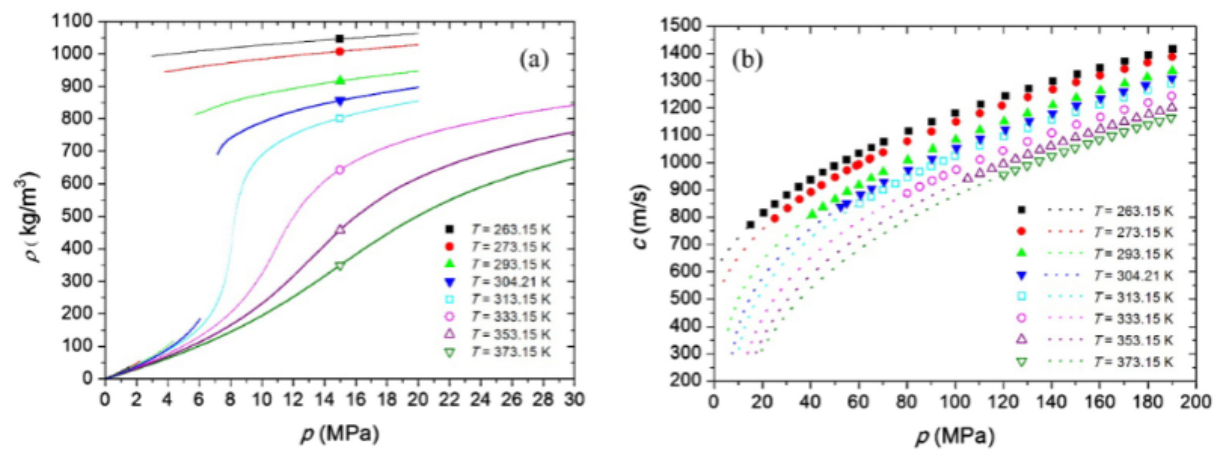 (a)
1100
1000
900
800
700
600
500
400
300
200
100
0
ρ ( kg/m³)
T = 263.15 K
T = 273.15 K
T = 293.15 K
T = 304.21 K
T = 313.15 K
T = 333.15 K
T = 353.15 K
T = 373.15 K
0 2 4 6 8 10 12 14 16 18 20 22 24 26 28 30
p (MPa)
(b)
1500
1400
1300
1200
1100
1000
900
800
700
600
500
400
300
200
c (m/s)
T = 263.15 K
T = 273.15 K
T = 293.15 K
T = 304.21 K
T = 313.15 K
T = 333.15 K
T = 353.15 K
T = 373.15 K
0 20 40 60 80 100 120 140 160 180 200
p (MPa)